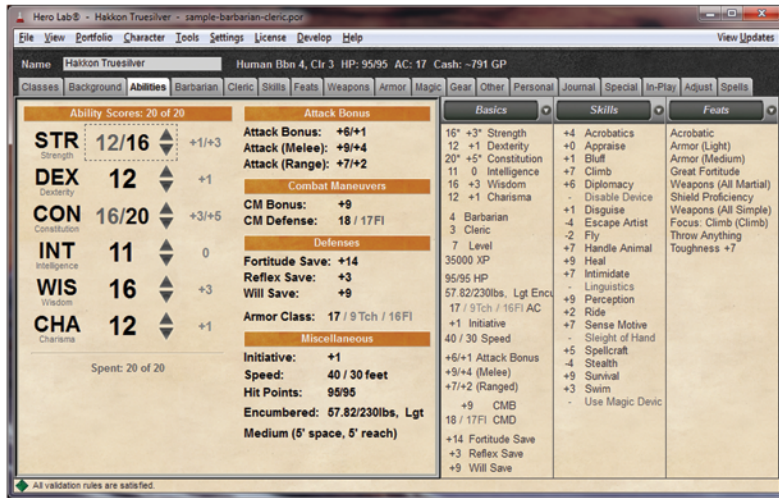 Hero Lab® - Hakkon Truesilver - sample-barbarian-cleric.por
File View Portfolio Character Tools Settings License Develop Help View Updates
Name Hakkon Truesilver Human Bbn 4, Clr 3 HP: 95/95 AC: 17 Cash: ~791 GP
Classes Background Abilities Barbarian Cleric Skills Feats Weapons Armor Magic Gear Other Personal Journal Special In-Play Adjust Spells
Ability Scores: 20 of 20
STR 12/16 +1/+3
Strength
DEX 12 +1
Dexterity
CON 16/20 +3/+5
Constitution
INT 11 0
Intelligence
WIS 16 +3
Wisdom
CHA 12 +1
Charisma
Spent: 20 of 20
Attack Bonus
Attack Bonus: +6/+1
Attack (Melee): +9/+4
Attack (Range): +7/+2
Combat Maneuvers
CM Bonus: +9
CM Defense: 18 / 17Fl
Defenses
Fortitude Save: +14
Reflex Save: +3
Will Save: +9
Armor Class: 17 / 9Tch / 16Fl
Miscellaneous
Initiative: +1
Speed: 40 / 30 feet
Hit Points: 95/95
Encumbered: 57.82/230lbs, Lgt
Medium (5' space, 5' reach)
Basics
16* +3* Strength
12 +1 Dexterity
20* +5* Constitution
11 0 Intelligence
16 +3 Wisdom
12 +1 Charisma
4 Barbarian
3 Cleric
7 Level
35000 XP
95/95 HP
57.82/230lbs, Lgt Encu
17 / 9Tch / 16Fl AC
+1 Initiative
40 / 30 Speed
+6/+1 Attack Bonus
+9/+4 (Melee)
+7/+2 (Ranged)
+9 CMB
18 / 17Fl CMD
+14 Fortitude Save
+3 Reflex Save
+9 Will Save
Skills
+4 Acrobatics
+0 Appraise
+1 Bluff
+7 Climb
+6 Diplomacy
- Disable Device
+1 Disguise
-4 Escape Artist
-2 Fly
+7 Handle Animal
+9 Heal
+7 Intimidate
- Linguistics
+9 Perception
+2 Ride
+7 Sense Motive
- Sleight of Hand
+5 Spellcraft
-4 Stealth
+9 Survival
+3 Swim
- Use Magic Devic
Feats
Acrobatic
Armor (Light)
Armor (Medium)
Great Fortitude
Weapons (All Martial)
Shield Proficiency
Weapons (All Simple)
Focus: Climb (Climb)
Throw Anything
Toughness +7
All validation rules are satisfied.